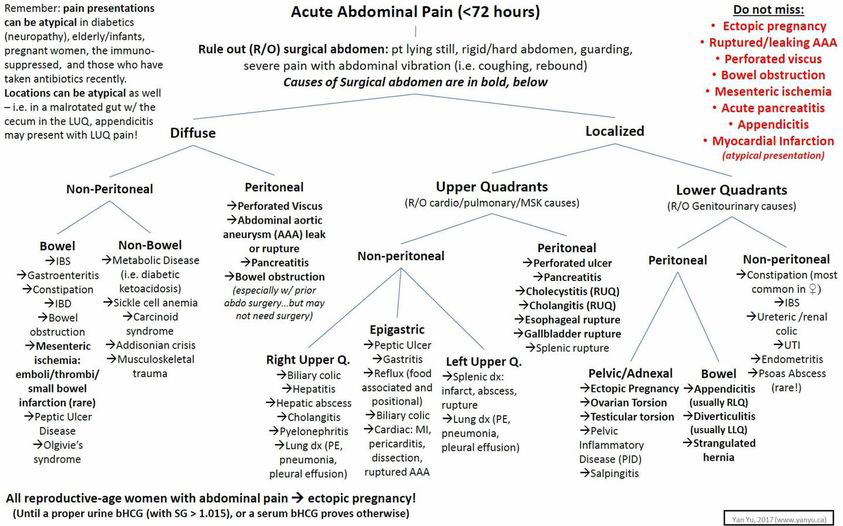 Remember: pain presentations
can be atypical in diabetics
(neuropathy), elderly/infants,
pregnant women, the immuno-
suppressed, and those who have
taken antibiotics recently.
Locations can be atypical as well
– i.e. in a malrotated gut w/ the
cecum in the LUQ, appendicitis
may present with LUQ pain!
Acute Abdominal Pain (<72 hours)
Rule out (R/O) surgical abdomen: pt lying still, rigid/hard abdomen, guarding,
severe pain with abdominal vibration (i.e. coughing, rebound)
Causes of Surgical abdomen are in bold, below
Do not miss:
• Ectopic pregnancy
• Ruptured/leaking AAA
• Perforated viscus
• Bowel obstruction
• Mesenteric ischemia
• Acute pancreatitis
• Appendicitis
• Myocardial Infarction
(atypical presentation)
Diffuse
Localized
Non-Peritoneal
Peritoneal
→Perforated Viscus
→Abdominal aortic
aneurysm (AAA) leak
or rupture
→Pancreatitis
→Bowel obstruction
(especially w/ prior
abdo surgery...but may
not need surgery)
Upper Quadrants
(R/O cardio/pulmonary/MSK causes)
Lower Quadrants
(R/O Genitourinary causes)
Bowel
→IBS
→Gastroenteritis
→Constipation
→IBD
→Bowel
obstruction
→Mesenteric
ischemia:
emboli/thrombi/
small bowel
infarction (rare)
→Peptic Ulcer
Disease
→Olgivie’s
syndrome
Non-Bowel
→Metabolic Disease
(i.e. diabetic
ketoacidosis)
→Sickle cell anemia
→Carcinoid
syndrome
→Addisonian crisis
→Musculoskeletal
trauma
Non-peritoneal
Peritoneal
→Perforated ulcer
→Pancreatitis
→Cholecystitis (RUQ)
→Cholangitis (RUQ)
→Esophageal rupture
→Gallbladder rupture
→Splenic rupture
Right Upper Q.
→Biliary colic
→Hepatitis
→Hepatic abscess
→Cholangitis
→Pyelonephritis
→Lung dx (PE,
pneumonia,
pleural effusion)
Epigastric
→Peptic Ulcer
→Gastritis
→Reflux (food
associated and
positional)
→Biliary colic
→Cardiac: MI,
pericarditis,
dissection,
ruptured AAA
Left Upper Q.
→Splenic dx:
infarct, abscess,
rupture
→Lung dx (PE,
pneumonia,
pleural effusion)
Peritoneal
Non-peritoneal
→Constipation (most
common in ♀)
→IBS
→Ureteric /renal
colic
→UTI
→Endometritis
→Psoas Abscess
(rare!)
Pelvic/Adnexal
→Ectopic Pregnancy
→Ovarian Torsion
→Testicular torsion
→Pelvic
Inflammatory
Disease (PID)
→Salpingitis
Bowel
→Appendicitis
(usually RLQ)
→Diverticulitis
(usually LLQ)
→Strangulated
hernia
All reproductive-age women with abdominal pain → ectopic pregnancy!
(Until a proper urine bHCG (with SG > 1.015), or a serum bHCG proves otherwise)
Yan Yu, 2017 (www.yanyu.ca)